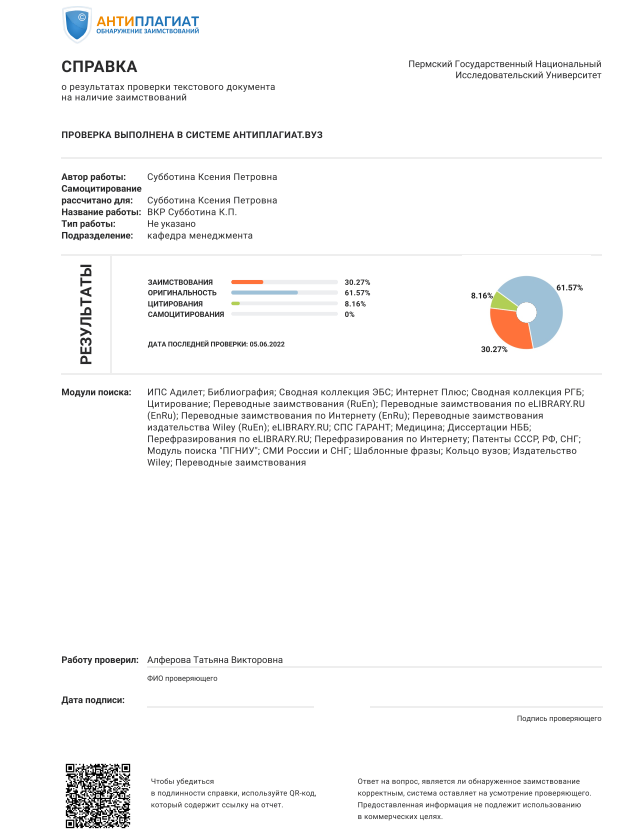 АНТИПЛАГИАТ
ОБНАРУЖЕНИЕ ЗАИМСТВОВАНИЙ
СПРАВКА
о результатах проверки текстового документа
на наличие заимствований
Пермский Государственный Национальный
Исследовательский Университет
ПРОВЕРКА ВЫПОЛНЕНА В СИСТЕМЕ АНТИПЛАГИАТ.ВУЗ
Автор работы: Субботина Ксения Петровна
Самоцитирование
рассчитано для: Субботина Ксения Петровна
Название работы: ВКР Субботина К.П.
Тип работы: Не указано
Подразделение: кафедра менеджмента
РЕЗУЛЬТАТЫ
ЗАИМСТВОВАНИЯ 30.27%
ОРИГИНАЛЬНОСТЬ 61.57%
ЦИТИРОВАНИЯ 8.16%
САМОЦИТИРОВАНИЯ 0%
ДАТА ПОСЛЕДНЕЙ ПРОВЕРКИ: 05.06.2022
61.57%
8.16%
30.27%
Модули поиска: ИПС Адилет; Библиография; Сводная коллекция ЭБС; Интернет Плюс; Сводная коллекция РГБ;
Цитирование; Переводные заимствования (RuEn); Переводные заимствования по eLIBRARY.RU
(EnRu); Переводные заимствования по Интернету (EnRu); Переводные заимствования
издательства Wiley (RuEn); eLIBRARY.RU; СПС ГАРАНТ; Медицина; Диссертации НББ;
Перефразирования по eLIBRARY.RU; Перефразирования по Интернету; Патенты СССР, РФ, СНГ;
Модуль поиска "ПГНИУ"; СМИ России и СНГ; Шаблонные фразы; Кольцо вузов; Издательство
Wiley; Переводные заимствования
Работу проверил: Алферова Татьяна Викторовна
ФИО проверяющего
Дата подписи:
Подпись проверяющего
Чтобы убедиться
в подлинности справки, используйте QR-код,
который содержит ссылку на отчет.
Ответ на вопрос, является ли обнаруженное заимствование
корректным, система оставляет на усмотрение проверяющего.
Предоставленная информация не подлежит использованию
в коммерческих целях.